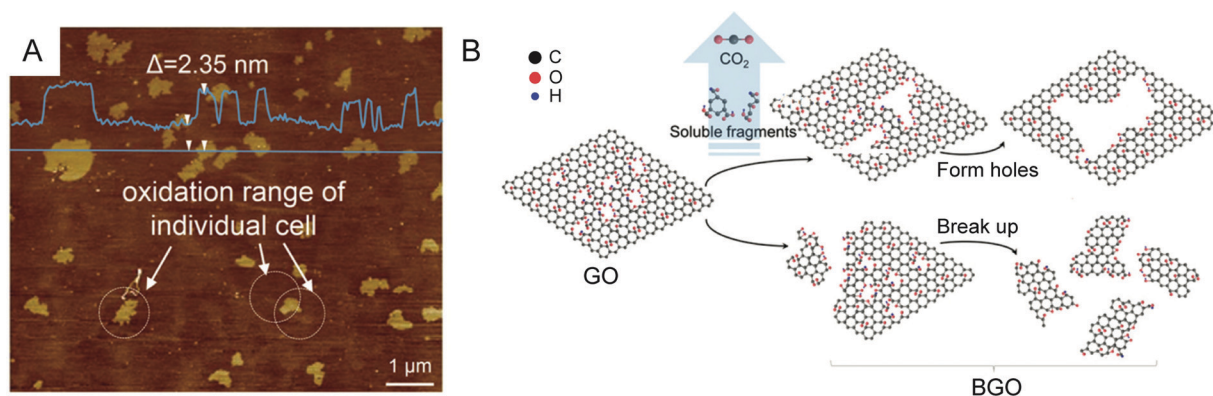 A
Δ=2.35 nm
oxidation range of
individual cell
1 μm
B
C
O
H
CO₂
Soluble fragments
GO
Form holes
Break up
BGO